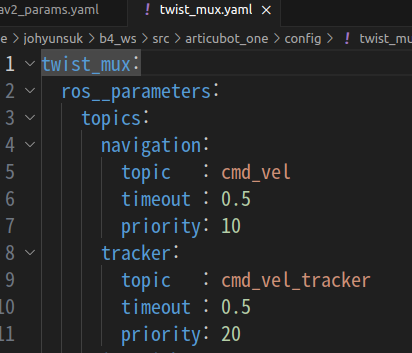 av2_params.yaml ! twist_mux.yaml ×
e > johyunsuk > b4_ws > src > articubot_one > config > ! twist_mu
1 twist_mux:
2 ros__parameters:
3 topics:
4 navigation:
5 topic : cmd_vel
6 timeout : 0.5
7 priority: 10
8 tracker:
9 topic : cmd_vel_tracker
10 timeout : 0.5
11 priority: 20